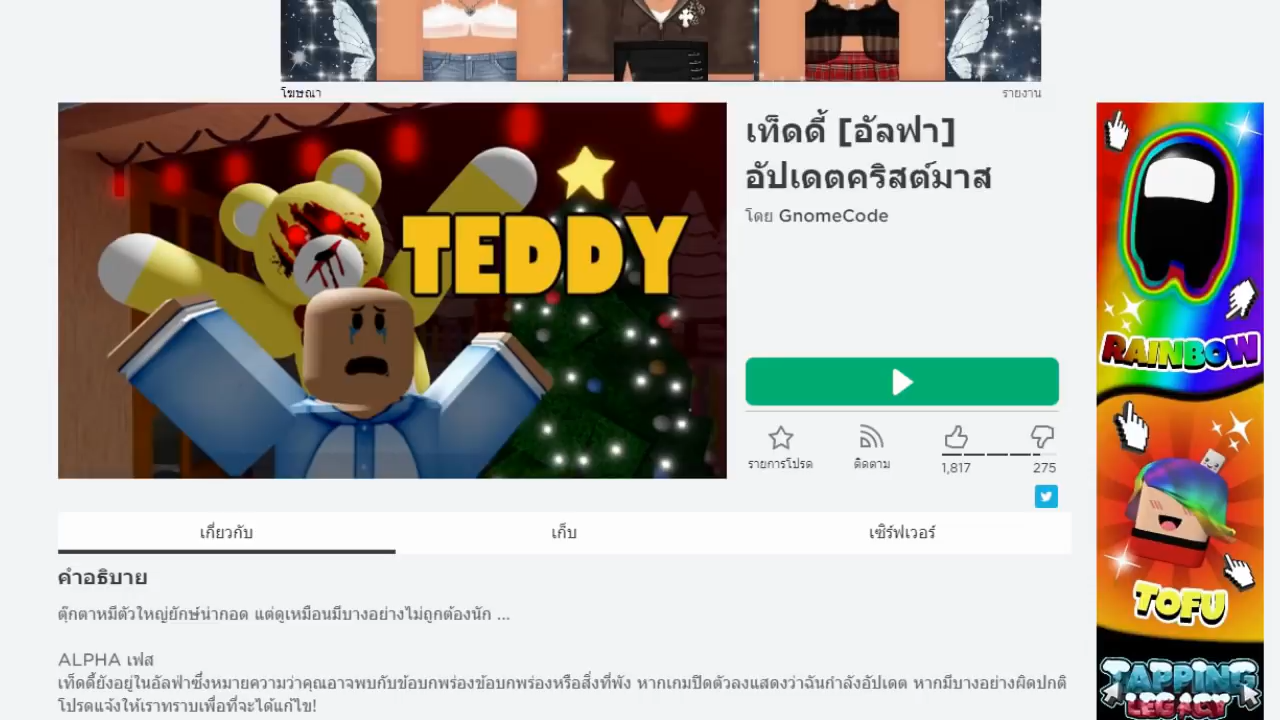 โฆษณา
รายงาน
เท็ดดี้ [อัลฟา]
อัปเดตคริสต์มาส
โดย GnomeCode
TEDDY
RAINBOW
รายการโปรด
ติดตาม
1,817
275
เกี่ยวกับ
เก็บ
เซิร์ฟเวอร์
คำอธิบาย
ตุ๊กตาหมีตัวใหญ่ยักษ์น่ากอด แต่ดูเหมือนมีบางอย่างไม่ถูกต้องนัก ...
TOFU
ALPHA เฟส
เท็ดดี้ยังอยู่ในอัลฟ่าซึ่งหมายความว่าคุณอาจพบกับข้อบกพร่องข้อบกพร่องหรือสิ่งที่พัง หากเกมปิดตัวลงแสดงว่าฉันกำลังอัปเดต หากมีบางอย่างผิดปกติ
โปรดแจ้งให้เราทราบเพื่อที่จะได้แก้ไข!
TAPPING
LEGACY